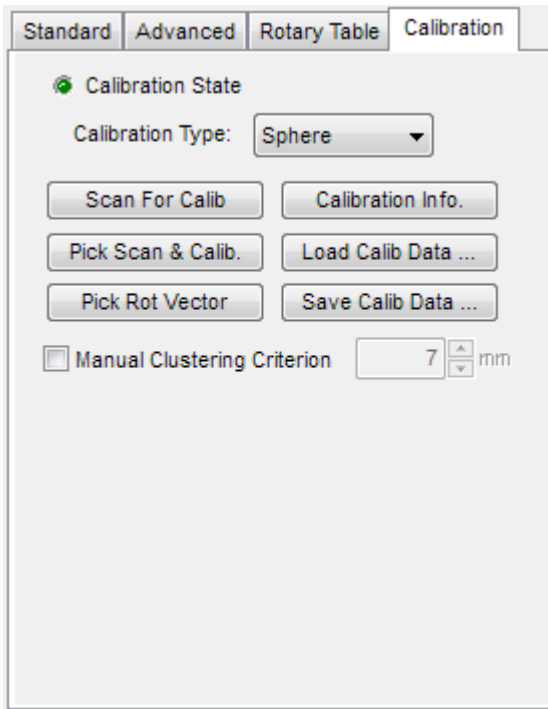 Standard Advanced Rotary Table Calibration
Calibration State
Calibration Type: Sphere
Scan For Calib Calibration Info.
Pick Scan & Calib. Load Calib Data ...
Pick Rot Vector Save Calib Data ...
Manual Clustering Criterion 7 mm